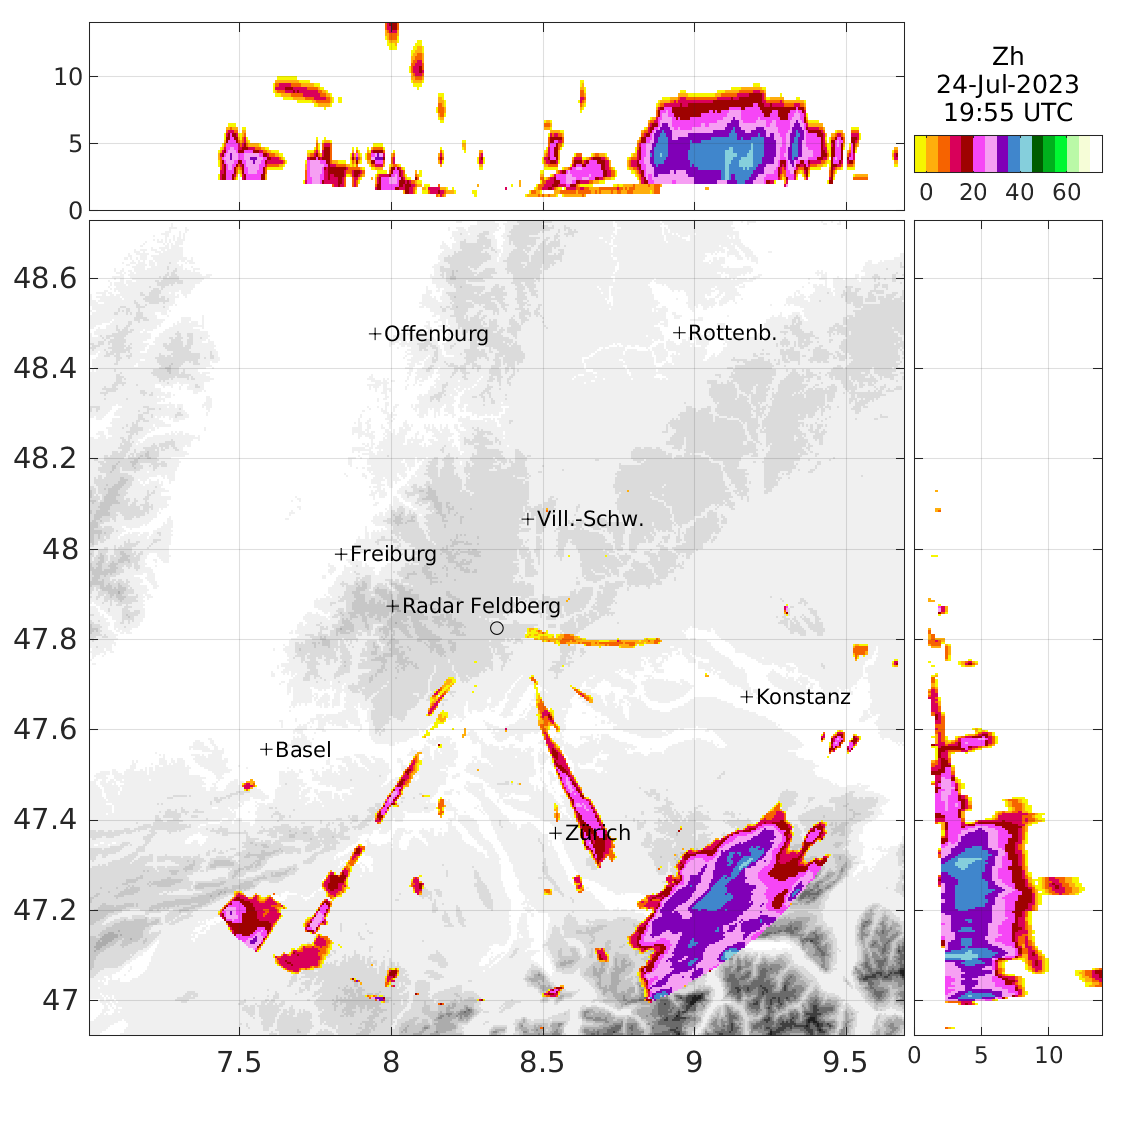 10
5
0
Zh
24-Jul-2023
19:55 UTC
0 20 40 60
48.6
48.4
48.2
48
47.8
47.6
47.4
47.2
47
+Offenburg
+Rottenb.
+Vill.-Schw.
+Freiburg
+Radar Feldberg
+Konstanz
+Basel
+Zürich
7.5 8 8.5 9 9.5
0 5 10